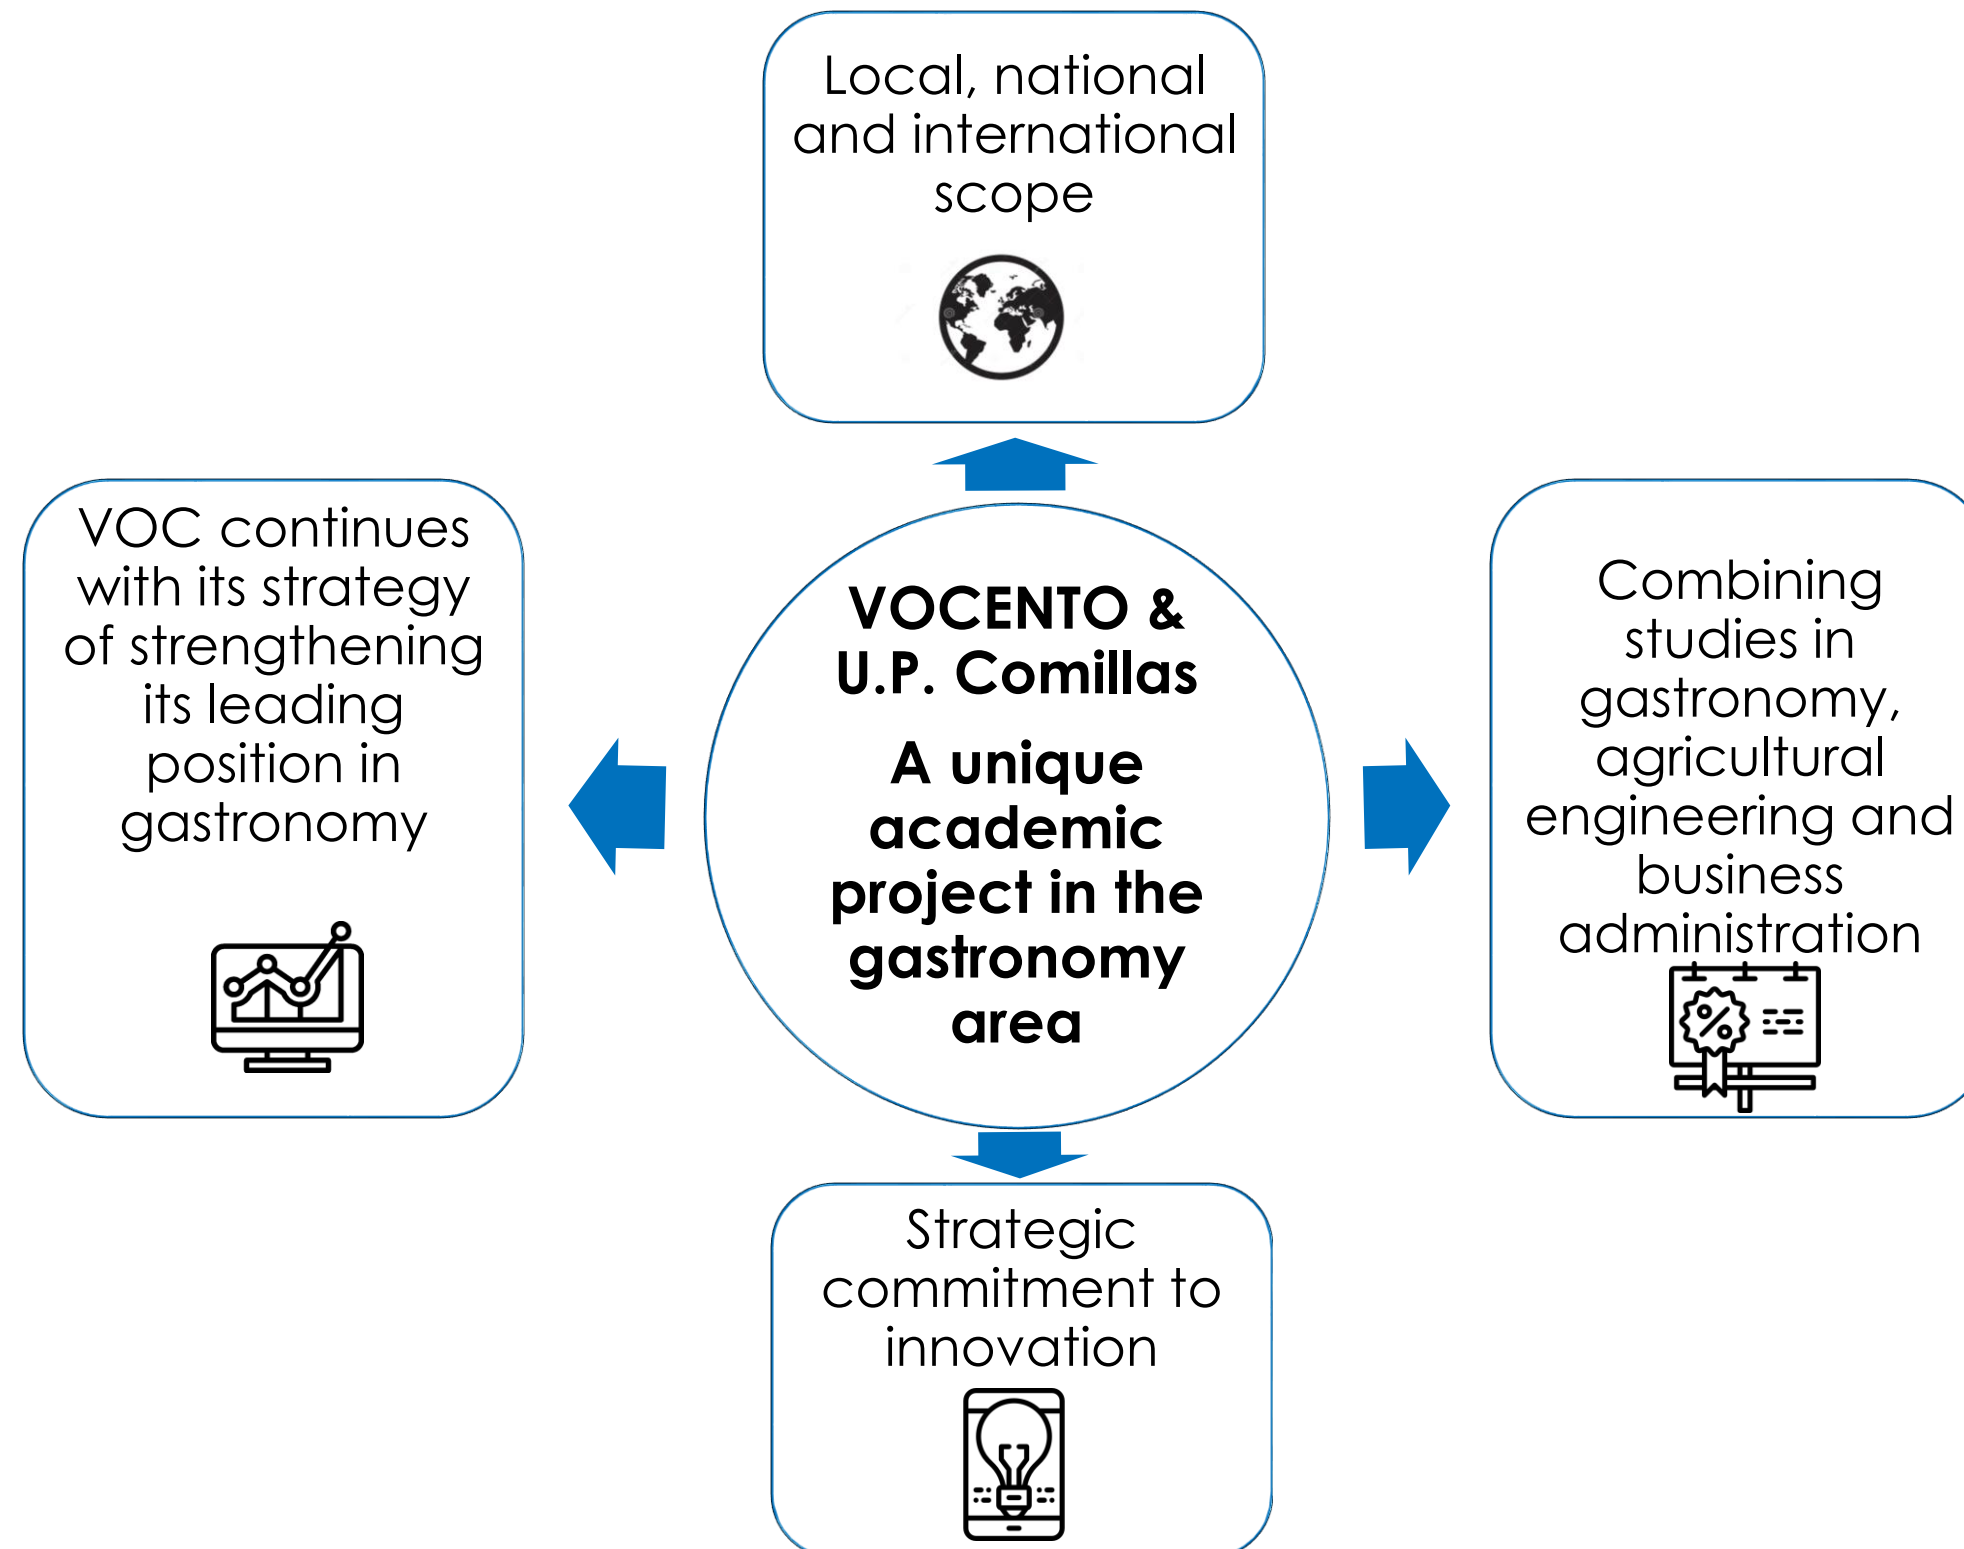 Local, national
and international
scope
VOC continues
with its strategy
of strengthening
its leading
position in
gastronomy
VOCENTO &
U.P. Comillas
A unique
academic
project in the
gastronomy
area
Combining
studies in
gastronomy,
agricultural
engineering and
business
administration
%
Strategic
commitment to
innovation